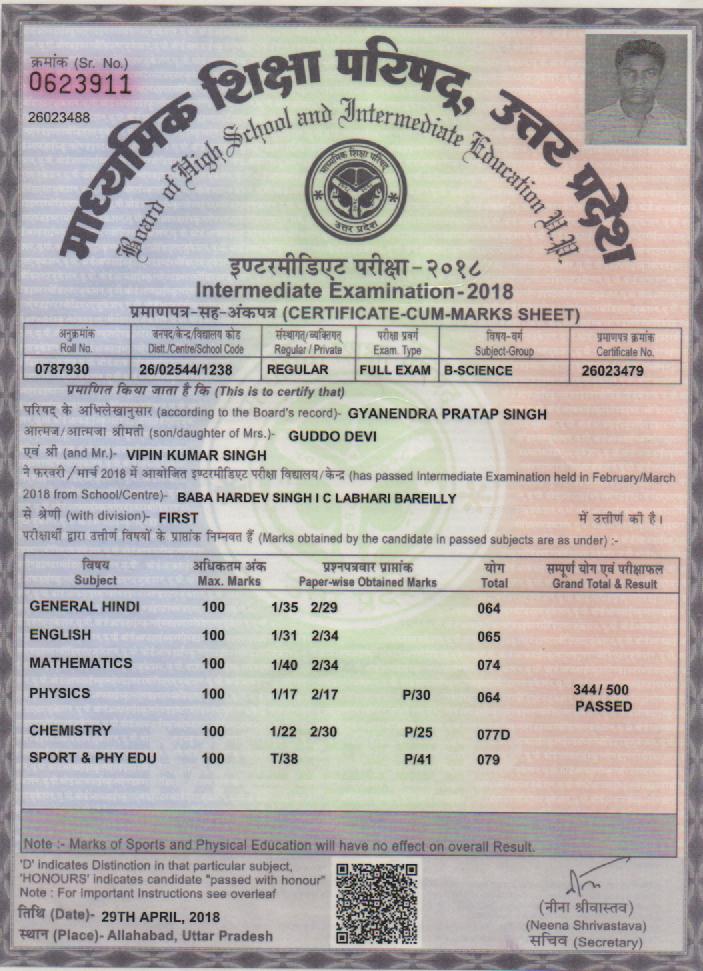 क्रमांक (Sr. No.)
0623911
26023488
माध्यमिक शिक्षा परिषद्, उत्तर प्रदेश
Board of High School and Intermediate Education U.P.
माध्यमिक शिक्षा परिषद्
उत्तर प्रदेश
इण्टरमीडिएट परीक्षा-२०१८
Intermediate Examination-2018
प्रमाणपत्र-सह-अंकपत्र (CERTIFICATE-CUM-MARKS SHEET)
अनुक्रमांक जनपद/केन्द्र/विद्यालय कोड संस्थागत/व्यक्तिगत परीक्षा प्रवर्ग विषय-वर्ग प्रमाणपत्र क्रमांक
Roll No. Distt./Centre/School Code Regular / Private Exam. Type Subject-Group Certificate No.
0787930 26/02544/1238 REGULAR FULL EXAM B-SCIENCE 26023479
प्रमाणित किया जाता है कि (This is to certify that)
परिषद् के अभिलेखानुसार (according to the Board's record)- GYANENDRA PRATAP SINGH
आत्मज/आत्मजा श्रीमती (son/daughter of Mrs.)- GUDDO DEVI
एवं श्री (and Mr.)- VIPIN KUMAR SINGH
ने फरवरी/मार्च 2018 में आयोजित इण्टरमीडिएट परीक्षा विद्यालय/केन्द्र (has passed Intermediate Examination held in February/March
2018 from School/Centre)- BABA HARDEV SINGH I C LABHARI BAREILLY
से श्रेणी (with division)- FIRST में उत्तीर्ण की है।
परीक्षार्थी द्वारा उत्तीर्ण विषयों के प्राप्तांक निम्नवत हैं (Marks obtained by the candidate in passed subjects are as under) :-
विषय अधिकतम अंक प्रश्नपत्रवार प्राप्तांक योग सम्पूर्ण योग एवं परीक्षाफल
Subject Max. Marks Paper-wise Obtained Marks Total Grand Total & Result
GENERAL HINDI 100 1/35 2/29 064
ENGLISH 100 1/31 2/34 065
MATHEMATICS 100 1/40 2/34 074
PHYSICS 100 1/17 2/17 P/30 064 344/ 500
PASSED
CHEMISTRY 100 1/22 2/30 P/25 077D
SPORT & PHY EDU 100 T/38 P/41 079
Note :- Marks of Sports and Physical Education will have no effect on overall Result.
'D' indicates Distinction in that particular subject,
'HONOURS' indicates candidate "passed with honour"
Note : For Important Instructions see overleaf
तिथि (Date)- 29TH APRIL, 2018
स्थान (Place)- Allahabad, Uttar Pradesh
(नीना श्रीवास्तव)
(Neena Shrivastava)
सचिव (Secretary)